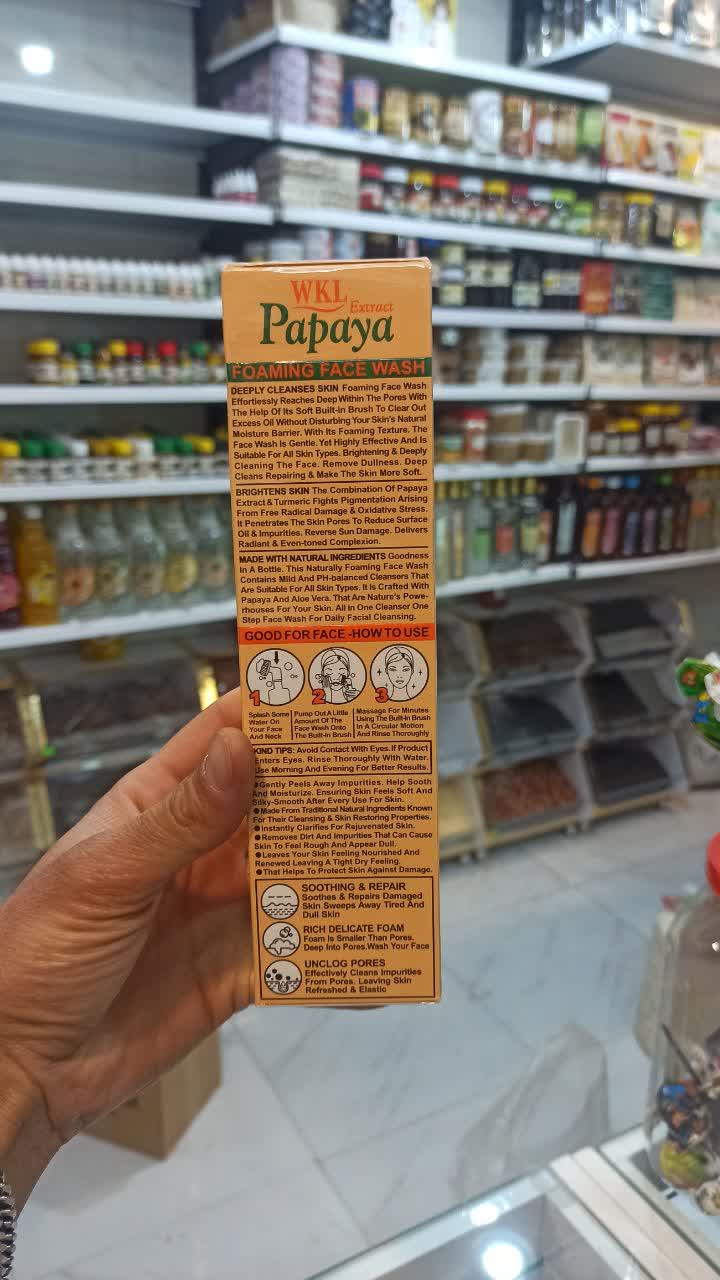 WKL
Extract
Papaya
FOAMING FACE WASH
DEEPLY CLEANSES SKIN Foaming Face Wash
Effortlessly Reaches Deep Within The Pores With
The Help Of Its Soft Built-in Brush To Clear Out
Excess Oil Without Disturbing Your Skin's Natural
Moisture Barrier. With Its Foaming Texture. The
Face Wash Is Gentle. Yet Highly Effective And Is
Suitable For All Skin Types. Brightening & Deeply
Cleaning The Face. Remove Dullness. Deep
Cleans Repairing & Make The Skin More Soft.
BRIGHTENS SKIN The Combination Of Papaya
Extract & Turmeric Fights Pigmentation Arising
From Free Radical Damage & Oxidative Stress.
It Penetrates The Skin Pores To Reduce Surface
Oil & Impurities. Reverse Sun Damage. Delivers
Radiant & Even-toned Complexion.
MADE WITH NATURAL INGREDIENTS Goodness
In A Bottle. This Naturally Foaming Face Wash
Contains Mild And PH-balanced Cleansers That
Are Suitable For All Skin Types. It Is Crafted With
Papaya And Aloe Vera. That Are Nature's Powe-
rhouses For Your Skin. All In One Cleanser One
Step Face Wash For Daily Facial Cleansing.
GOOD FOR FACE -HOW TO USE
1
Splash Some
Water On
Your Face
And Neck
2
Pump Out A Little
Amount Of The
Face Wash Onto
The Built-In Brush
3
Massage For Minutes
Using The Built-In Brush
In A Circular Motion
And Rinse Thoroughly
KIND TIPS: Avoid Contact With Eyes. If Product
Enters Eyes. Rinse Thoroughly With Water.
Use Morning And Evening For Better Results.
●Gently Peels Away Impurities. Help Sooth
And Moisturize. Ensuring Skin Feels Soft And
Silky-Smooth After Every Use For Skin.
●Made From Traditional Natural Ingredients Known
For Their Cleansing & Skin Restoring Properties.
●Instantly Clarifies For Rejuvenated Skin.
●Removes Dirt And Impurities That Can Cause
Skin To Feel Rough And Appear Dull.
●Leaves Your Skin Feeling Nourished And
Renewed Leaving A Tight Dry Feeling.
●That Helps To Protect Skin Against Damage.
SOOTHING & REPAIR
Soothes & Repairs Damaged
Skin Sweeps Away Tired And
Dull Skin
RICH DELICATE FOAM
Foam Is Smaller Than Pores.
Deep Into Pores.Wash Your Face
UNCLOG PORES
Effectively Cleans Impurities
From Pores. Leaving Skin
Refreshed & Elastic